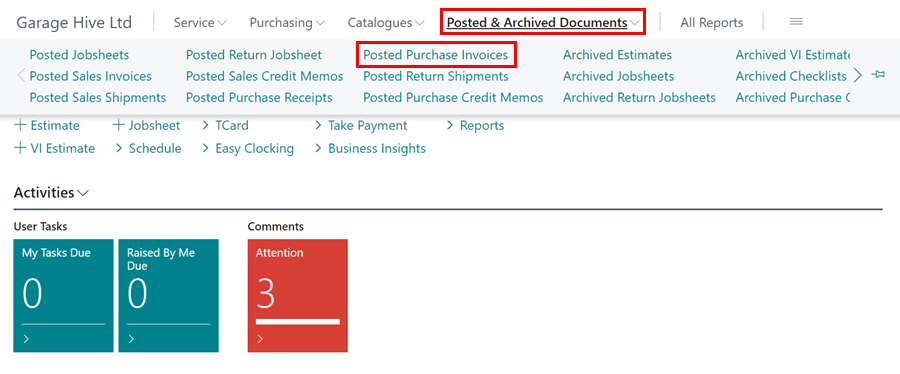 Garage Hive Ltd Service Purchasing Catalogues Posted & Archived Documents All Reports
Posted Jobsheets Posted Return Jobsheet Posted Purchase Invoices Archived Estimates Archived VI Estimate
Posted Sales Invoices Posted Sales Credit Memos Posted Return Shipments Archived Jobsheets Archived Checklists
Posted Sales Shipments Posted Purchase Receipts Posted Purchase Credit Memos Archived Return Jobsheets Archived Purchase C
+ Estimate + Jobsheet > TCard > Take Payment > Reports
+ VI Estimate > Schedule > Easy Clocking > Business Insights
Activities
User Tasks Comments
My Tasks Due Raised By Me Due Attention
0 0 3